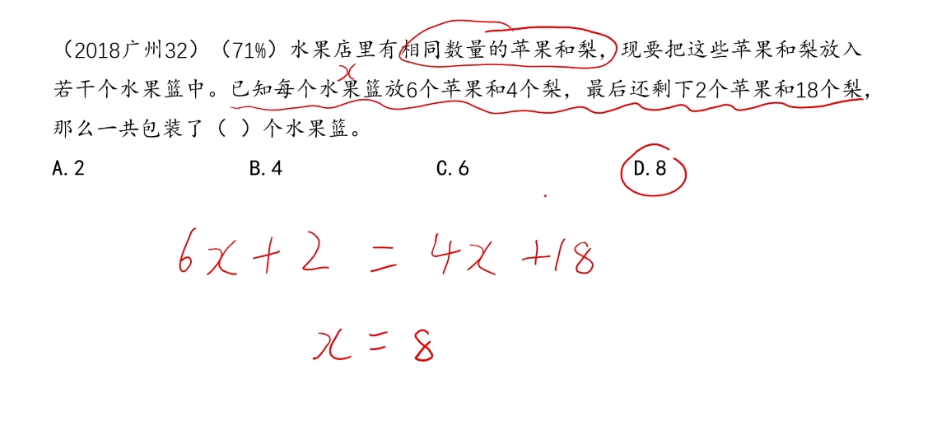 （2018广州32）（71%）水果店里有相同数量的苹果和梨，现要把这些苹果和梨放入
x
若干个水果篮中。已知每个水果篮放6个苹果和4个梨，最后还剩下2个苹果和18个梨，
那么一共包装了（ ）个水果篮。
A. 2 B. 4 C. 6 D. 8
6x+2 = 4x+18
x = 8